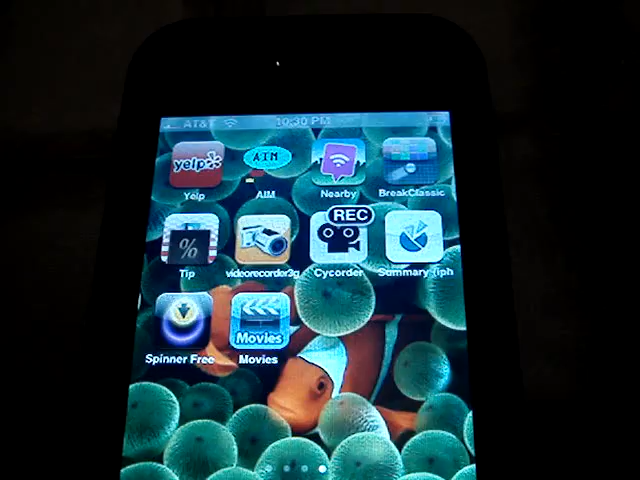 AT&T 10:30 PM
yelp
AIM
Yelp AIM Nearby BreakClassic
REC
%
Tip videorecorder3g Cycorder Summary (iph
Movies
Spinner Free Movies